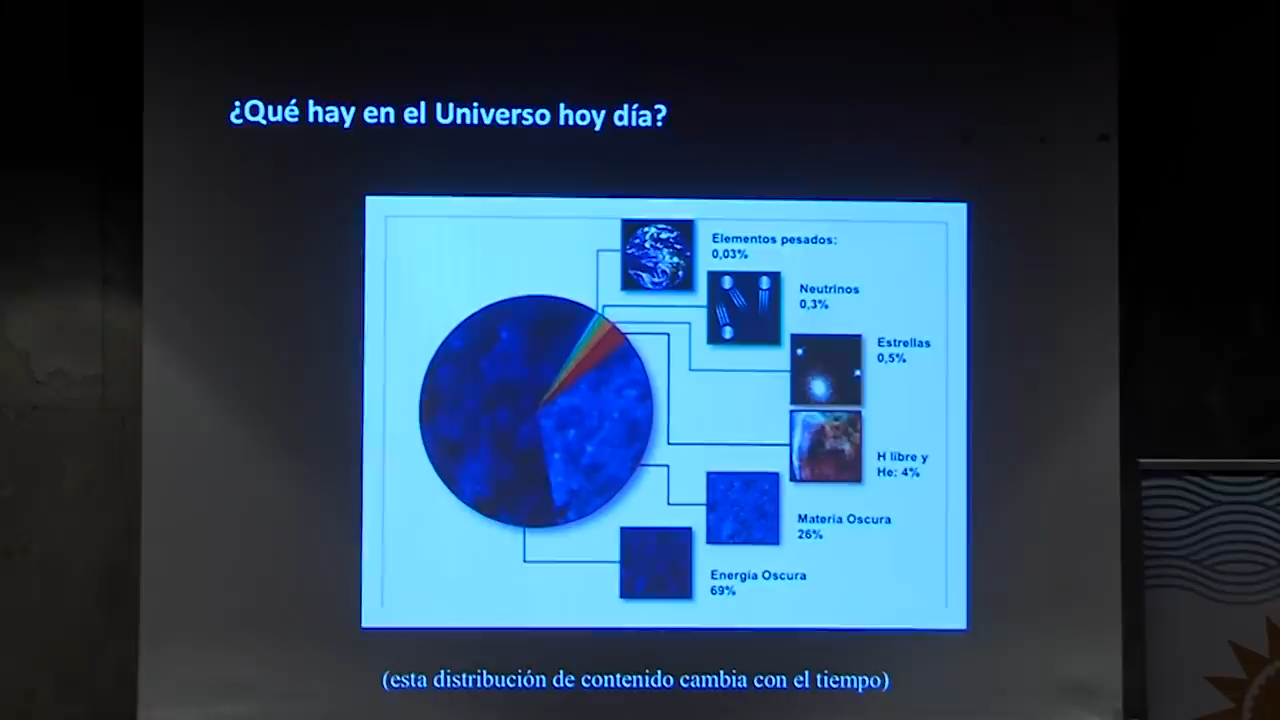 ¿Qué hay en el Universo hoy día?
Elementos pesados:
0,03%
Neutrinos
0,3%
Estrellas
0,5%
H libre y
He: 4%
Materia Oscura
26%
Energía Oscura
69%
(esta distribución de contenido cambia con el tiempo)